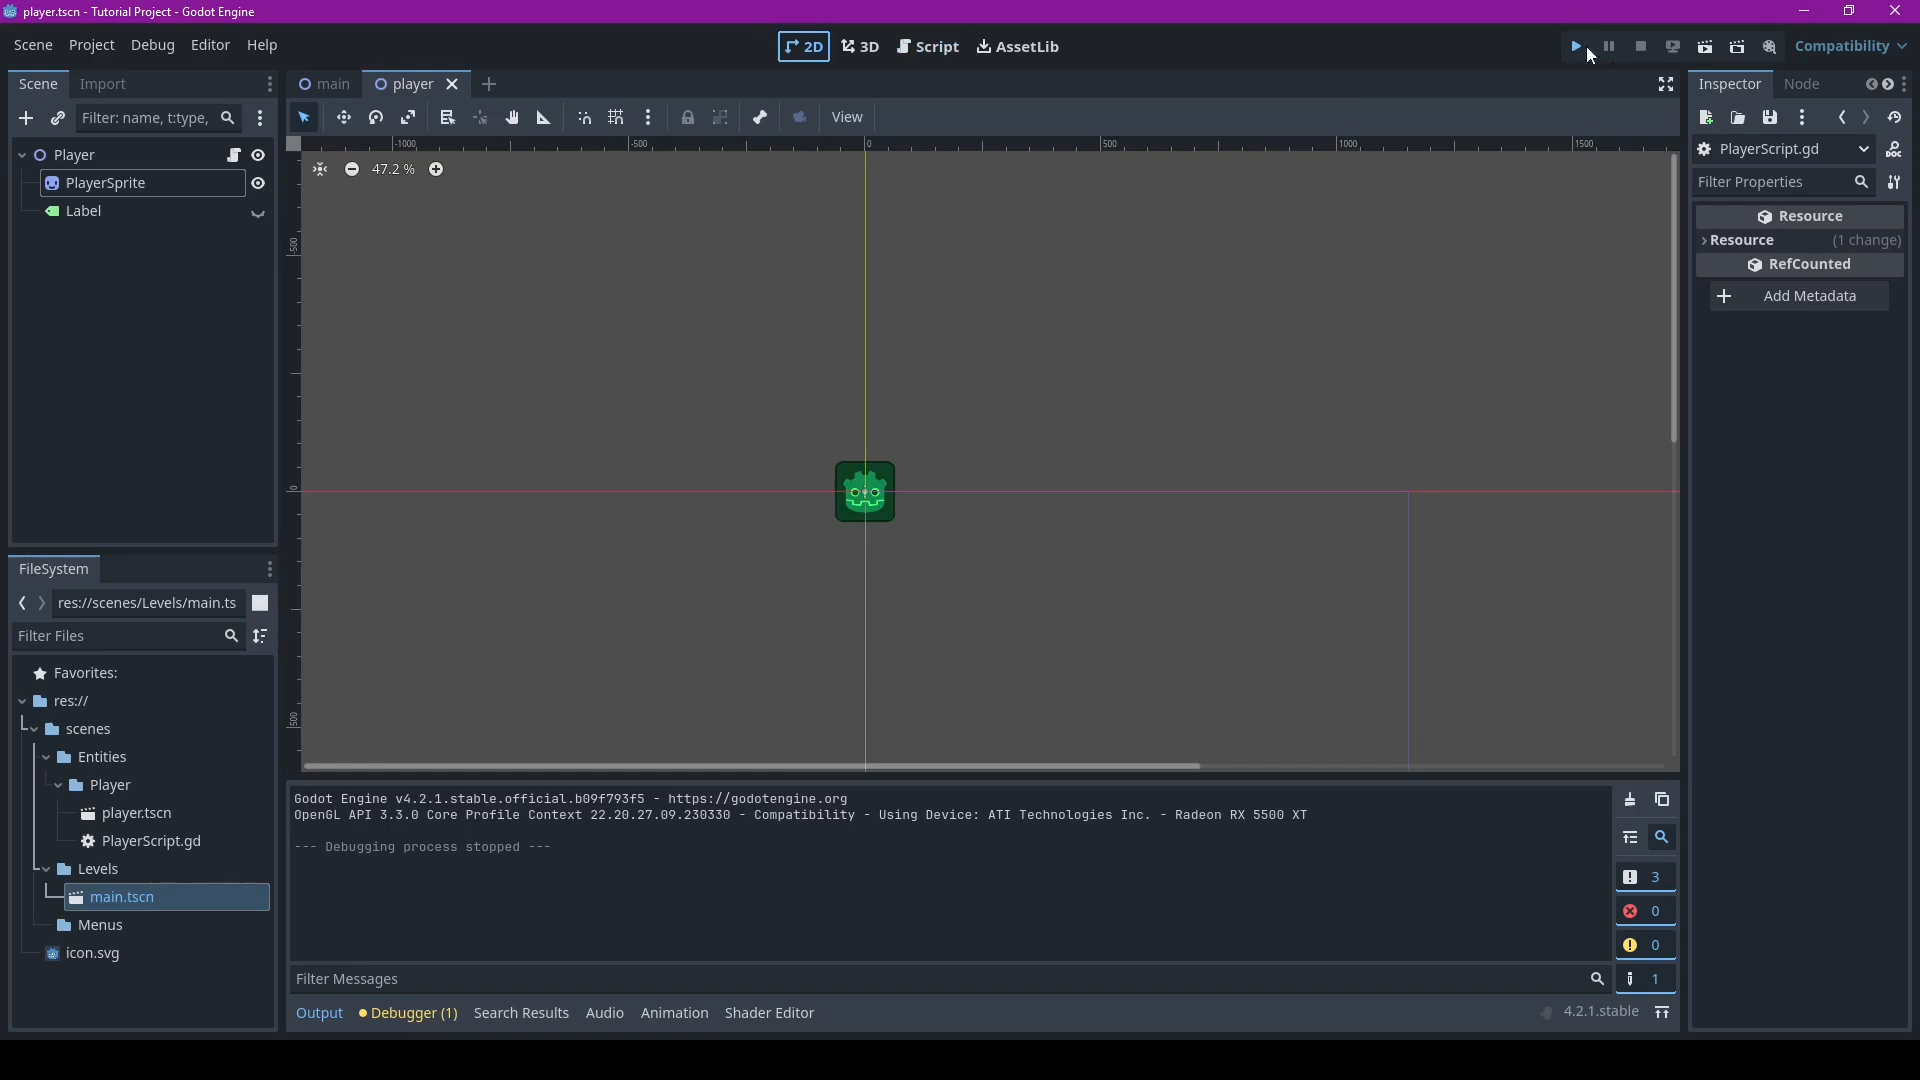 player.tscn - Tutorial Project - Godot Engine
Scene Project Debug Editor Help
2D 3D Script AssetLib
Compatibility
Scene Import
main player
Inspector Node
Filter: name, t:type,
View
Player
PlayerSprite
Label
-1000 -500 0 500 1000 1500
47.2 %
-500
0
500
PlayerScript.gd
Filter Properties
Resource
Resource (1 change)
RefCounted
Add Metadata
FileSystem
res://scenes/Levels/main.ts
Filter Files
Favorites:
res://
scenes
Entities
Player
player.tscn
PlayerScript.gd
Levels
main.tscn
Menus
icon.svg
Godot Engine v4.2.1.stable.official.b09f793f5 - https://godotengine.org
OpenGL API 3.3.0 Core Profile Context 22.20.27.09.230330 - Compatibility - Using Device: ATI Technologies Inc. - Radeon RX 5500 XT
--- Debugging process stopped ---
3
0
0
1
Filter Messages
Output Debugger (1) Search Results Audio Animation Shader Editor
4.2.1.stable